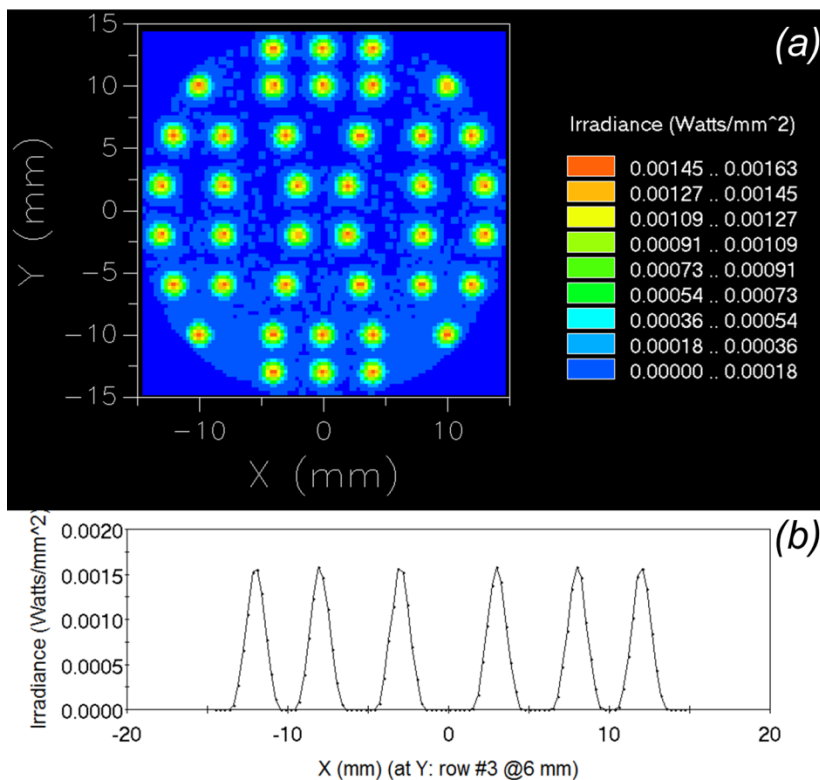 (a)
15
10
5
0
−5
−10
−15
Y (mm)
−10 0 10
X (mm)
Irradiance (Watts/mm^2)
0.00145 .. 0.00163
0.00127 .. 0.00145
0.00109 .. 0.00127
0.00091 .. 0.00109
0.00073 .. 0.00091
0.00054 .. 0.00073
0.00036 .. 0.00054
0.00018 .. 0.00036
0.00000 .. 0.00018
(b)
Irradiance (Watts/mm^2)
0.0020
0.0015
0.0010
0.0005
0.0000
-20 -10 0 10 20
X (mm) (at Y: row #3 @6 mm)